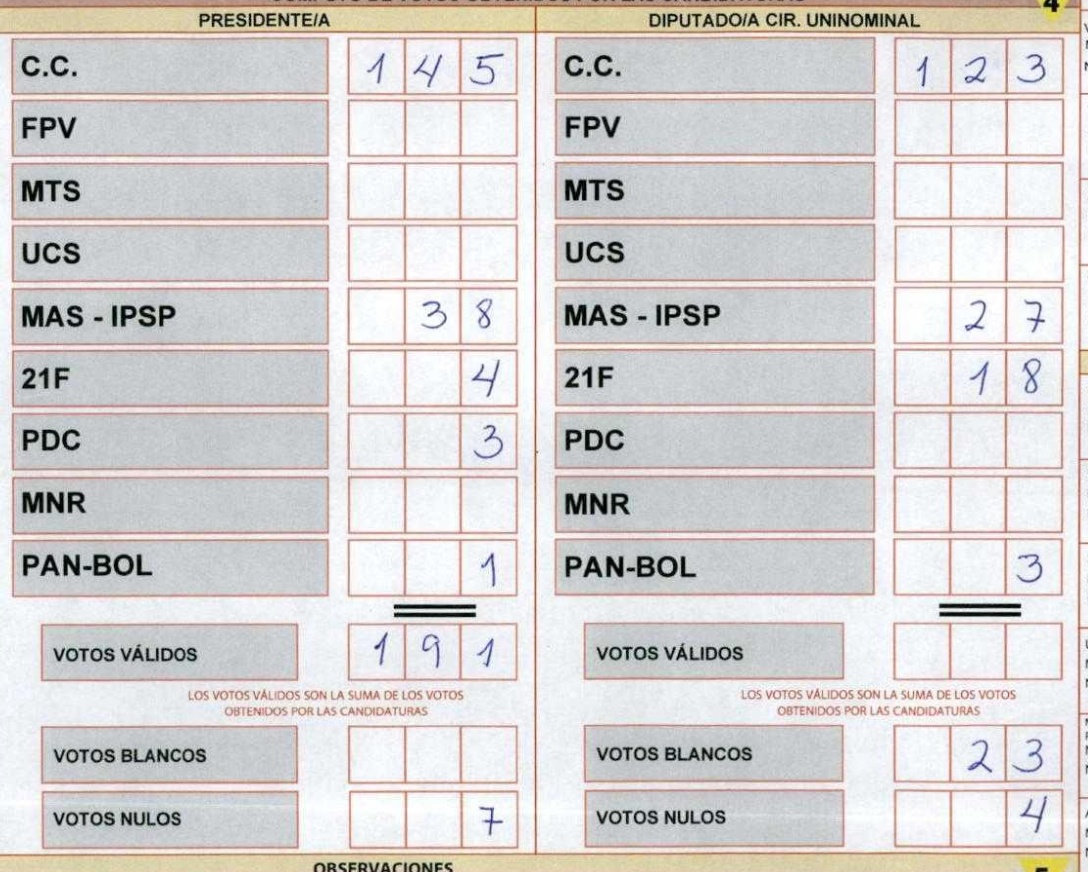 PRESIDENTE/A
C.C. 1 4 5
FPV
MTS
UCS
MAS - IPSP 3 8
21F 4
PDC 3
MNR
PAN-BOL 1
VOTOS VÁLIDOS 1 9 1
LOS VOTOS VÁLIDOS SON LA SUMA DE LOS VOTOS
OBTENIDOS POR LAS CANDIDATURAS
VOTOS BLANCOS
VOTOS NULOS 7
DIPUTADO/A CIR. UNINOMINAL
4
C.C. 1 2 3
FPV
MTS
UCS
MAS - IPSP 2 7
21F 1 8
PDC
MNR
PAN-BOL 3
VOTOS VÁLIDOS
LOS VOTOS VÁLIDOS SON LA SUMA DE LOS VOTOS
OBTENIDOS POR LAS CANDIDATURAS
VOTOS BLANCOS 2 3
VOTOS NULOS 4
OBSERVACIONES